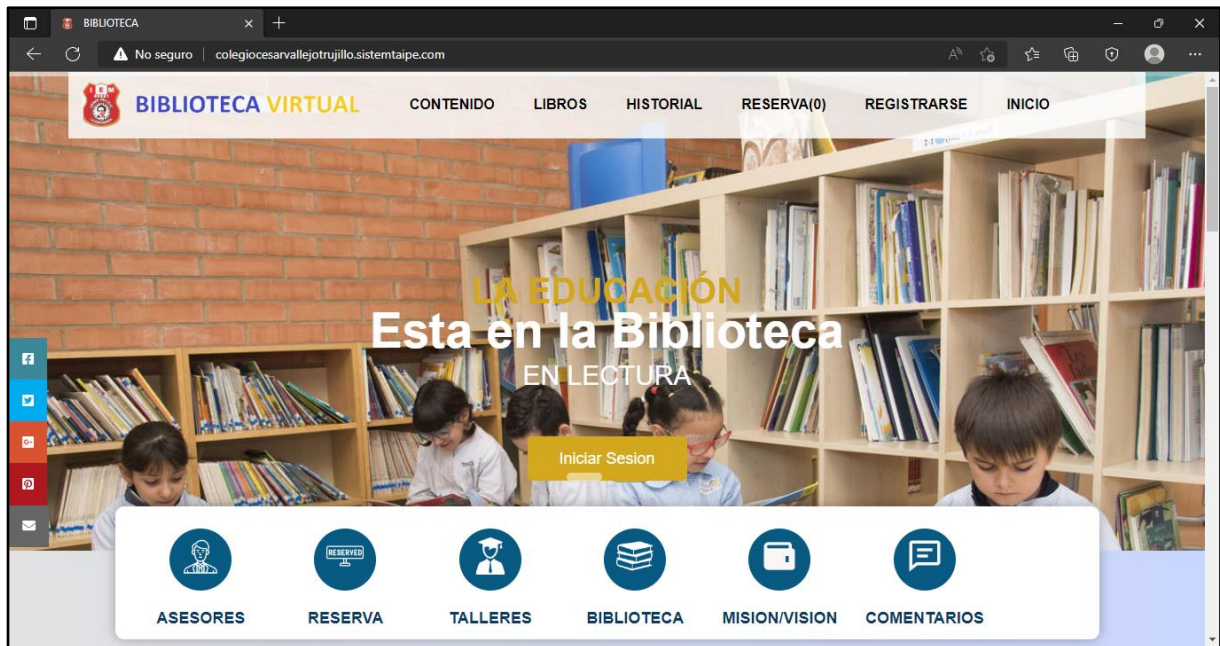 BIBLIOTECA
No seguro | colegiocesarvallejotrujillo.sistemtaipe.com
I E M
BIBLIOTECA VIRTUAL CONTENIDO LIBROS HISTORIAL RESERVA(0) REGISTRARSE INICIO
LA EDUCACIÓN
Esta en la Biblioteca
EN LECTURA
Iniciar Sesion
RESERVED
ASESORES RESERVA TALLERES BIBLIOTECA MISION/VISION COMENTARIOS